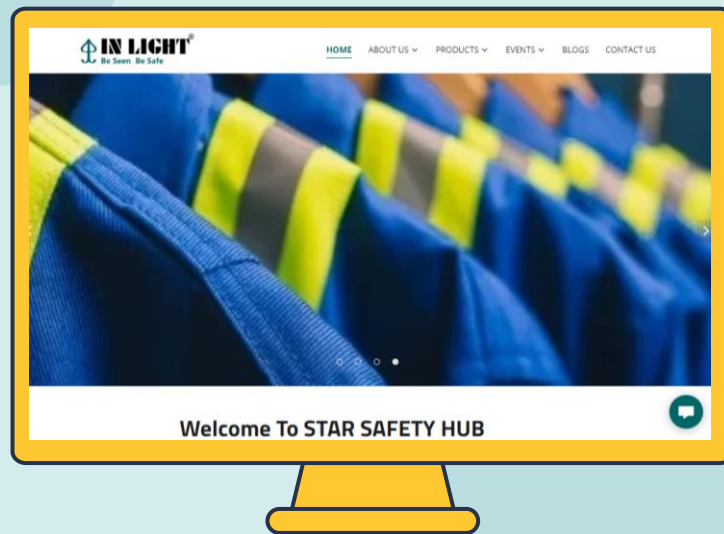 IN LIGHT®
Be Seen Be Safe
HOME ABOUT US PRODUCTS EVENTS BLOGS CONTACT US
Welcome To STAR SAFETY HUB